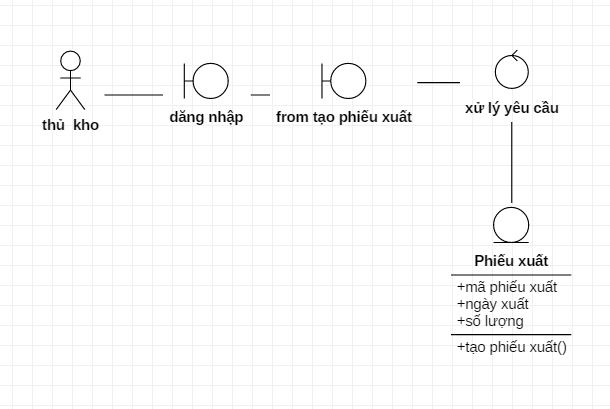 thủ kho
dăng nhập
from tạo phiếu xuất
xử lý yêu cầu
Phiếu xuất
+mã phiếu xuất
+ngày xuất
+số lượng
+tạo phiếu xuất()